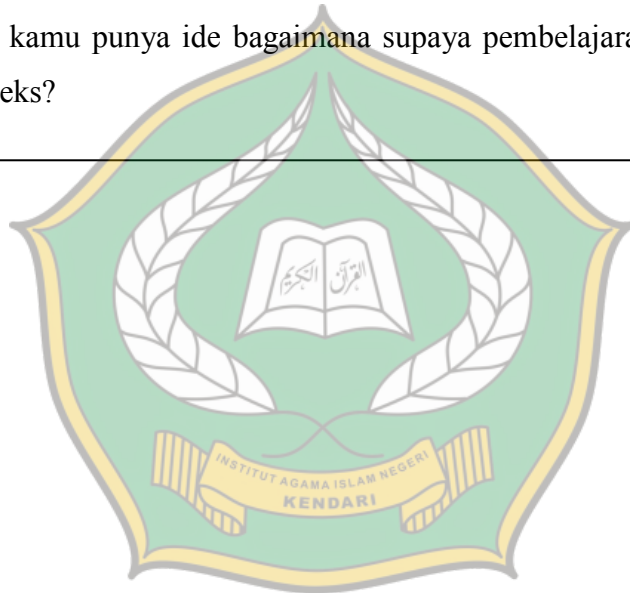 kamu punya ide bagaimana supaya pembelajara
eks?
القرآن الكريم
INSTITUT AGAMA ISLAM NEGERI
KENDARI